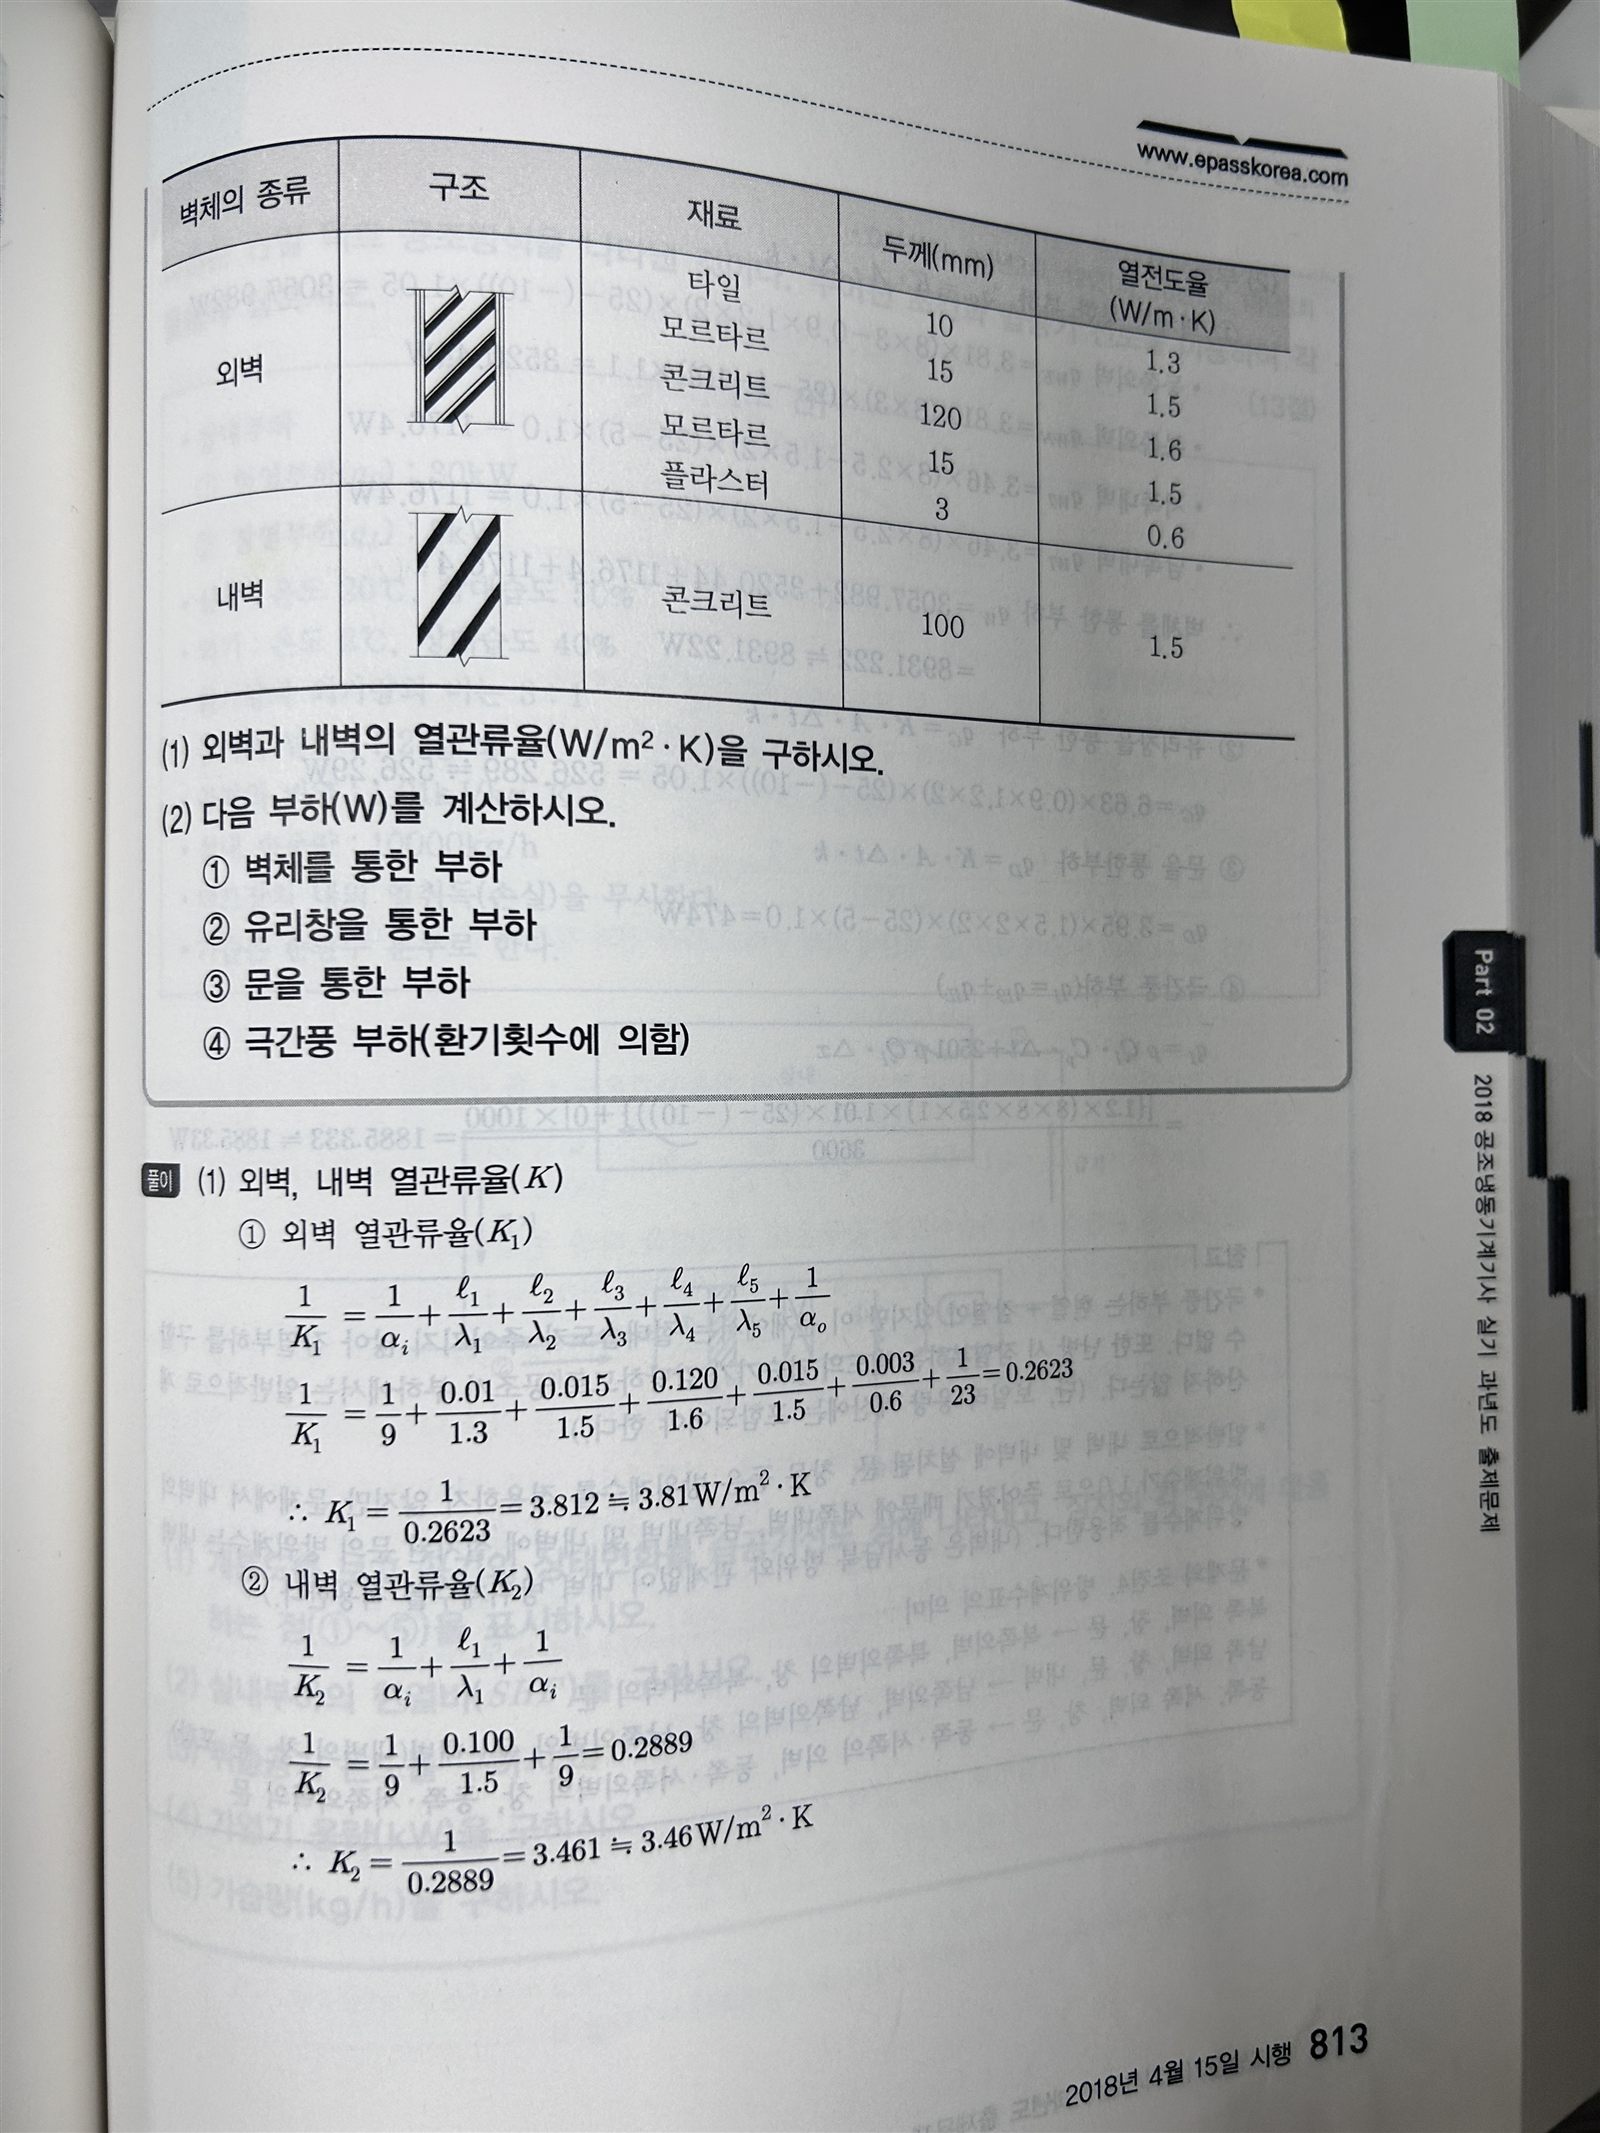 www.epasskorea.com
벽체의 종류 구조 재료 두께(mm) 열전도율(W/m·K)
외벽
타일 10 1.3
모르타르 15 1.5
콘크리트 120 1.6
모르타르 15 1.5
플라스터 3 0.6
내벽 콘크리트 100 1.5
(1) 외벽과 내벽의 열관류율(W/m²·K)을 구하시오.
(2) 다음 부하(W)를 계산하시오.
① 벽체를 통한 부하
② 유리창을 통한 부하
③ 문을 통한 부하
④ 극간풍 부하(환기횟수에 의함)
풀이 (1) 외벽, 내벽 열관류율(K)
① 외벽 열관류율(K₁)
1/K₁ = 1/αᵢ + ℓ₁/λ₁ + ℓ₂/λ₂ + ℓ₃/λ₃ + ℓ₄/λ₄ + ℓ₅/λ₅ + 1/αₒ
1/K₁ = 1/9 + 0.01/1.3 + 0.015/1.5 + 0.120/1.6 + 0.015/1.5 + 0.003/0.6 + 1/23 = 0.2623
∴ K₁ = 1/0.2623 = 3.812 ≒ 3.81W/m²·K
② 내벽 열관류율(K₂)
1/K₂ = 1/αᵢ + ℓ₁/λ₁ + 1/αᵢ
1/K₂ = 1/9 + 0.100/1.5 + 1/9 = 0.2889
∴ K₂ = 1/0.2889 = 3.461 ≒ 3.46W/m²·K
Part 02 2018 공조냉동기계기사 실기 과년도 출제문제
2018년 4월 15일 시행 813